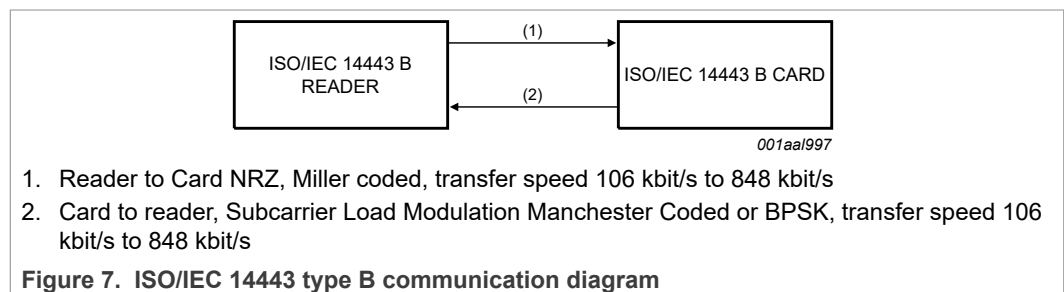 (1)
ISO/IEC 14443 B
READER
ISO/IEC 14443 B CARD
(2)
001aal997
1. Reader to Card NRZ, Miller coded, transfer speed 106 kbit/s to 848 kbit/s
2. Card to reader, Subcarrier Load Modulation Manchester Coded or BPSK, transfer speed 106
kbit/s to 848 kbit/s
Figure 7. ISO/IEC 14443 type B communication diagram